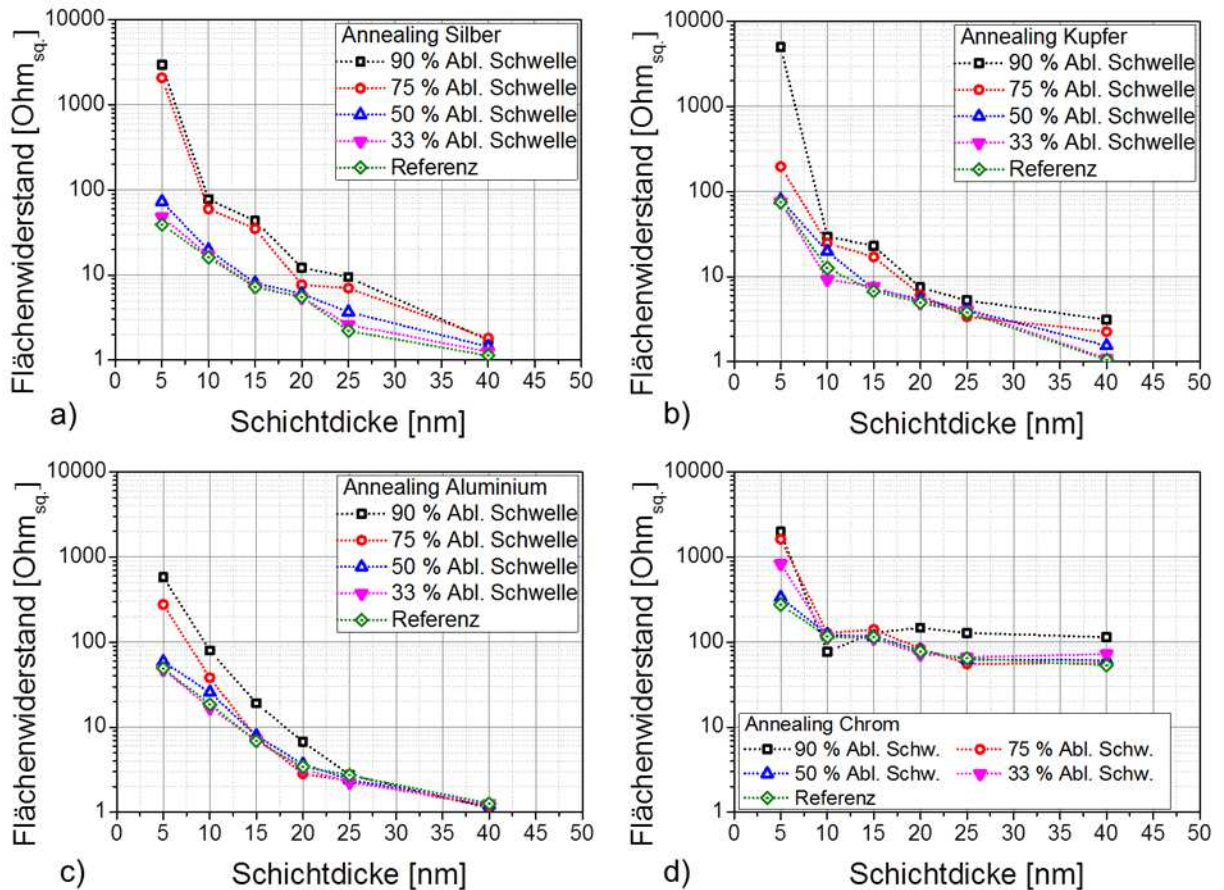 Flächenwiderstand [Ohm_sq.]
10000
1000
100
10
1
Annealing Silber
90 % Abl. Schwelle
75 % Abl. Schwelle
50 % Abl. Schwelle
33 % Abl. Schwelle
Referenz
0 5 10 15 20 25 30 35 40 45 50
a)
Schichtdicke [nm]
Flächenwiderstand [Ohm_sq.]
10000
1000
100
10
1
Annealing Kupfer
90 % Abl. Schwelle
75 % Abl. Schwelle
50 % Abl. Schwelle
33 % Abl. Schwelle
Referenz
0 5 10 15 20 25 30 35 40 45 50
b)
Schichtdicke [nm]
Flächenwiderstand [Ohm_sq.]
10000
1000
100
10
1
Annealing Aluminium
90 % Abl. Schwelle
75 % Abl. Schwelle
50 % Abl. Schwelle
33 % Abl. Schwelle
Referenz
0 5 10 15 20 25 30 35 40 45 50
c)
Schichtdicke [nm]
Flächenwiderstand [Ohm_sq.]
10000
1000
100
10
1
Annealing Chrom
90 % Abl. Schw. 75 % Abl. Schw.
50 % Abl. Schw. 33 % Abl. Schw.
Referenz
0 5 10 15 20 25 30 35 40 45 50
d)
Schichtdicke [nm]